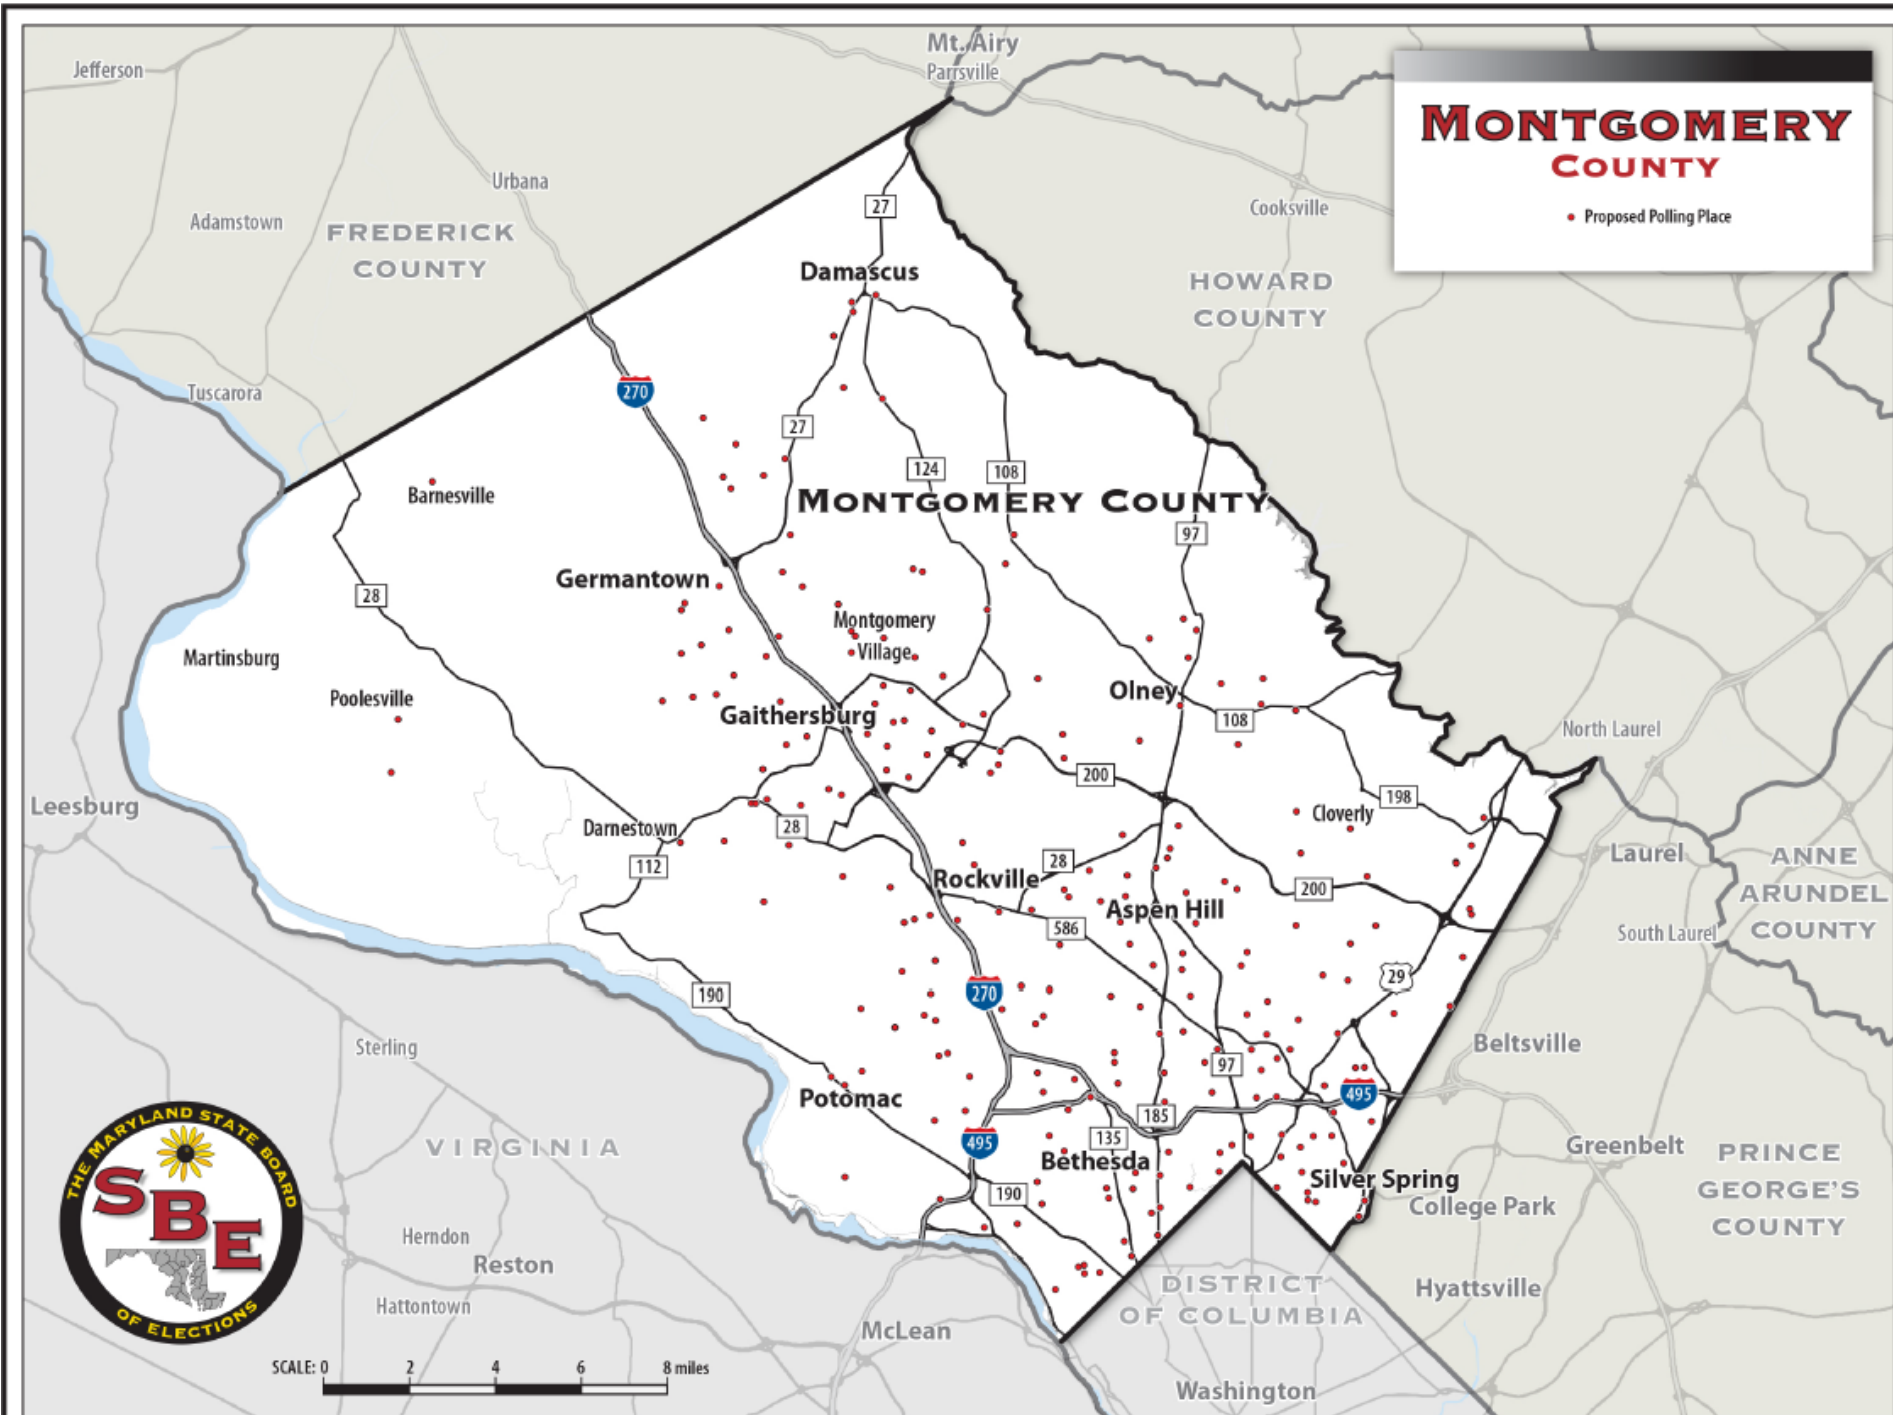 Mt. Airy
Parrsville
Jefferson
MONTGOMERY
COUNTY
Proposed Polling Place
Urbana
27
Cooksville
Adamstown
FREDERICK
COUNTY
Damascus
HOWARD
COUNTY
270
Tuscarora
27
124
108
Barnesville
MONTGOMERY COUNTY
97
Germantown
28
Montgomery
Village
Martinsburg
Poolesville
Olney
Gaithersburg
108
North Laurel
200
198
Leesburg
Cloverly
Darnestown
28
Laurel
ANNE
ARUNDEL
COUNTY
112
28
Rockville
200
Aspen Hill
586
South Laurel
29
270
190
Sterling
Beltsville
97
495
Potomac
185
THE MARYLAND STATE BOARD
OF ELECTIONS
SBE
VIRGINIA
495
135
Greenbelt
PRINCE
GEORGE'S
COUNTY
Bethesda
Silver Spring
190
College Park
Herndon
Reston
DISTRICT
OF COLUMBIA
Hyattsville
Hattontown
McLean
SCALE: 0 2 4 6 8 miles
Washington